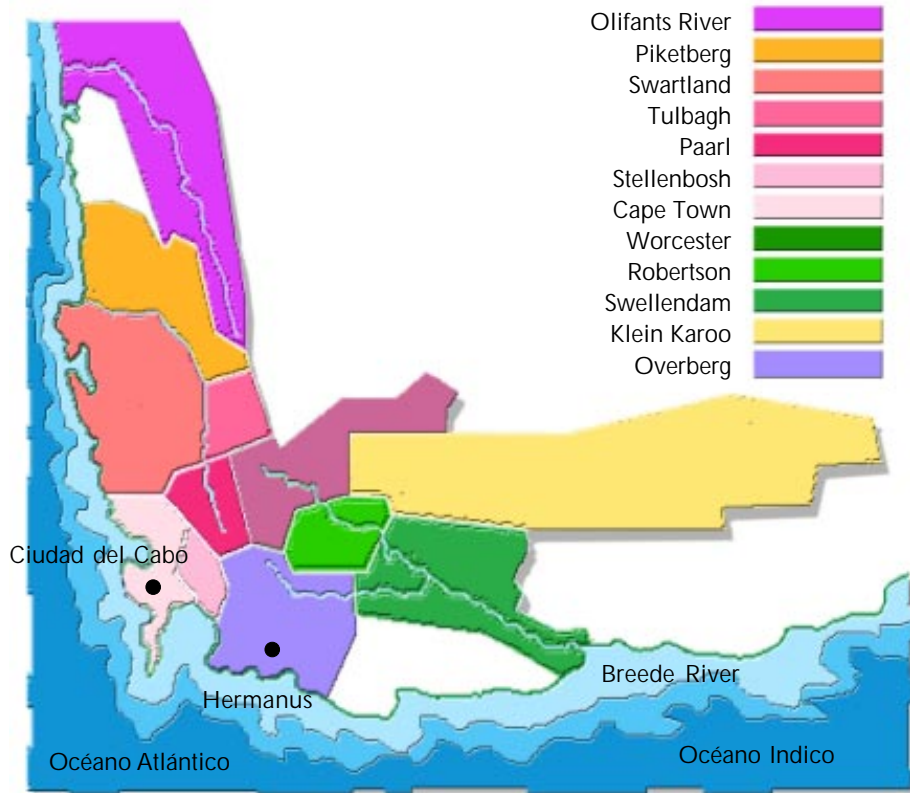 Olifants River
Piketberg
Swartland
Tulbagh
Paarl
Stellenbosh
Cape Town
Worcester
Robertson
Swellendam
Klein Karoo
Overberg
Ciudad del Cabo
Hermanus
Breede River
Océano Atlántico
Océano Indico